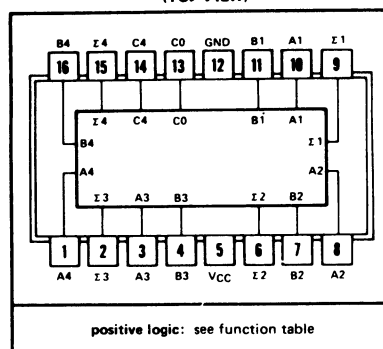 (TOP VIEW)
B4 Σ4 C4 C0 GND B1 A1 Σ1
16 15 14 13 12 11 10 9
Σ4 C4 C0 B1 A1
B4 Σ1
A4 A2
Σ3 A3 B3 Σ2 B2
1 2 3 4 5 6 7 8
A4 Σ3 A3 B3 VCC Σ2 B2 A2
positive logic: see function table